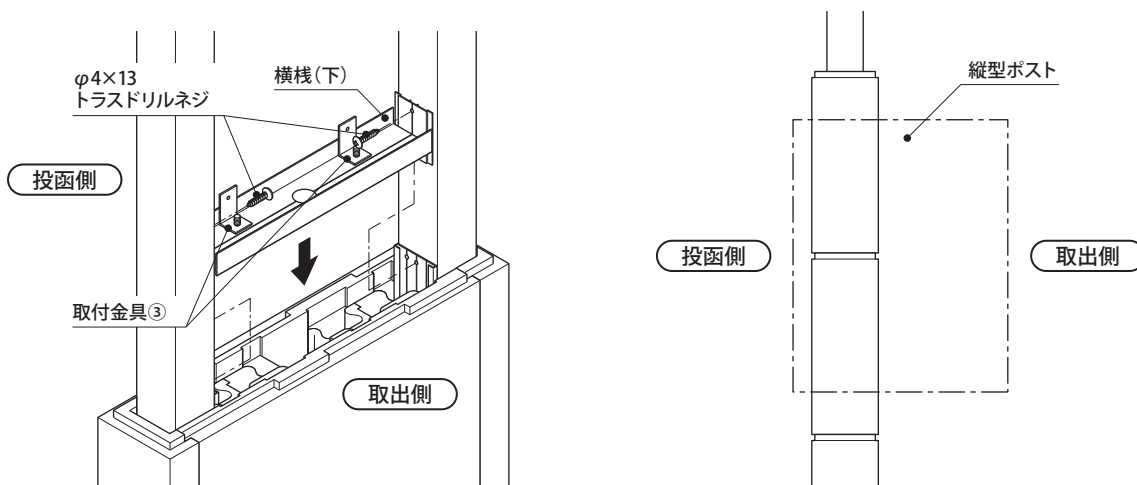 φ4×13
トラスドリルネジ
横桟(下)
投函側
取付金具③
取出側
縦型ポスト
投函側
取出側